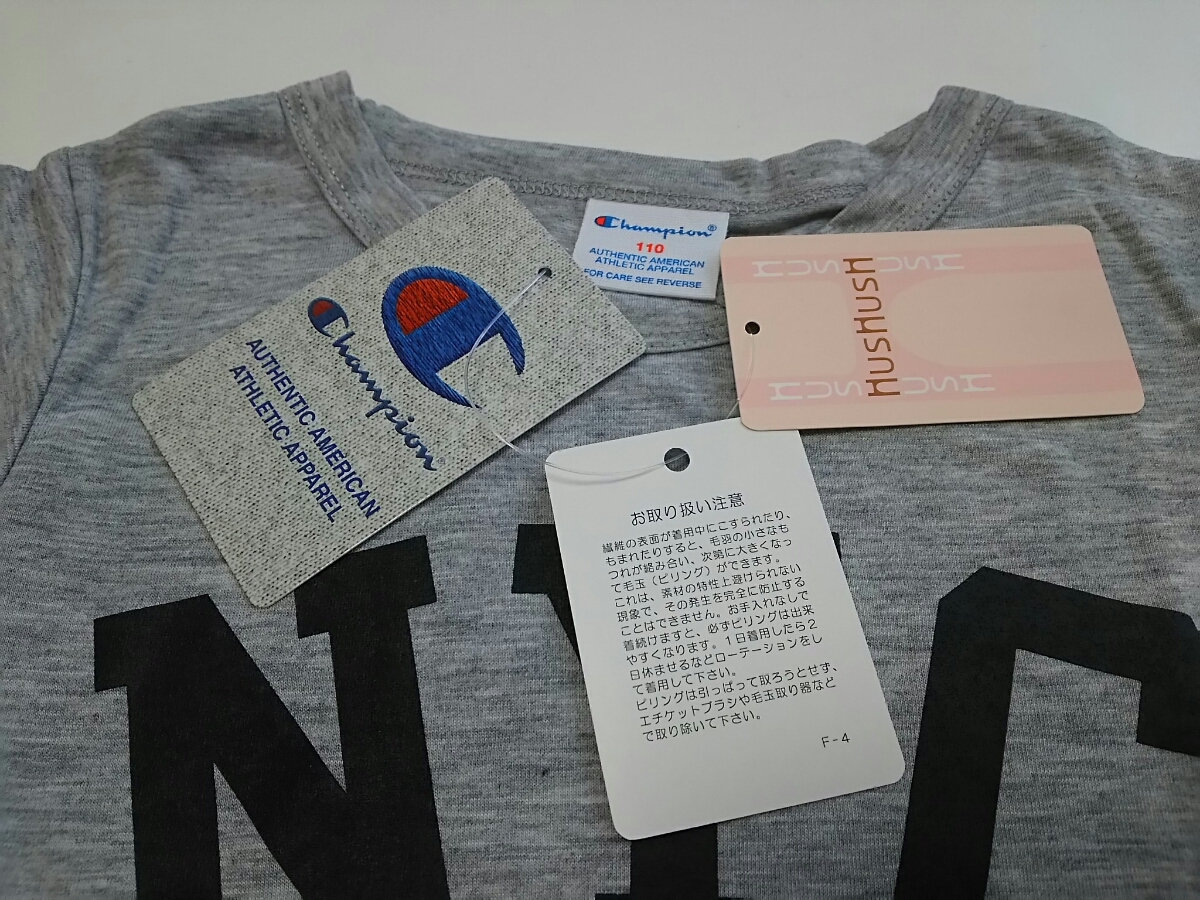 Champion
AUTHENTIC AMERICAN
ATHLETIC APPAREL
Champion®
110
AUTHENTIC AMERICAN
ATHLETIC APPAREL
FOR CARE SEE REVERSE
HUSHUSH
HUSHUSH
HUSHUSH
お取り扱い注意
繊維の表面が着用中にこすられたり、
もまれたりすると、毛羽の小さなも
つれが絡み合い、次第に大きくなっ
て毛玉（ピリング）ができます。
これは、素材の特性上避けられない
現象で、その発生を完全に防止する
ことはできません。お手入れなしで
着続けますと、必ずピリングは出来
やすくなります。1日着用したら2
日休ませるなどローテーションをし
て着用して下さい。
ピリングは引っぱって取ろうとせず、
エチケットブラシや毛玉取り器など
で取り除いて下さい。
F-4
NYC